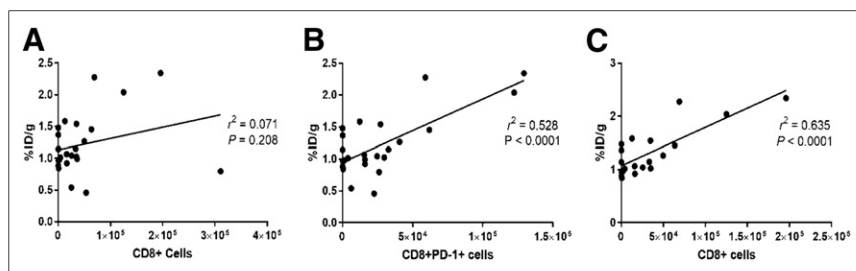 A
%ID/g
2.5
2.0
1.5
1.0
0.5
0.0
r² = 0.071
P = 0.208
0
1×10⁵
2×10⁵
3×10⁵
4×10⁵
CD8+ Cells
B
%ID/g
2.5
2.0
1.5
1.0
0.5
0.0
r² = 0.528
P < 0.0001
0
5×10⁴
1×10⁵
1.5×10⁵
CD8+PD-1+ cells
C
%ID/g
3
2
1
0
r² = 0.635
P < 0.0001
0
5×10⁴
1×10⁵
1.5×10⁵
2×10⁵
2.5×10⁵
CD8+ cells